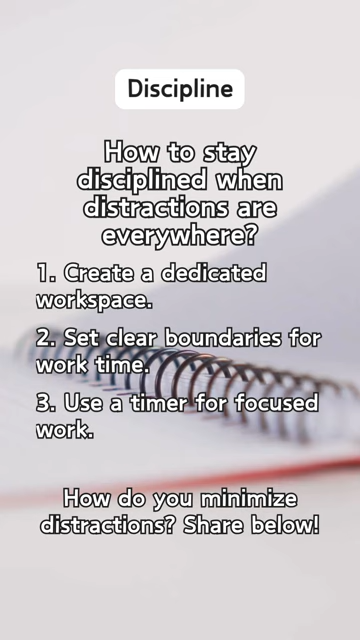 Discipline
How to stay
disciplined when
distractions are
everywhere?
1. Create a dedicated
workspace.
2. Set clear boundaries for
work time.
3. Use a timer for focused
work.
How do you minimize
distractions? Share below!